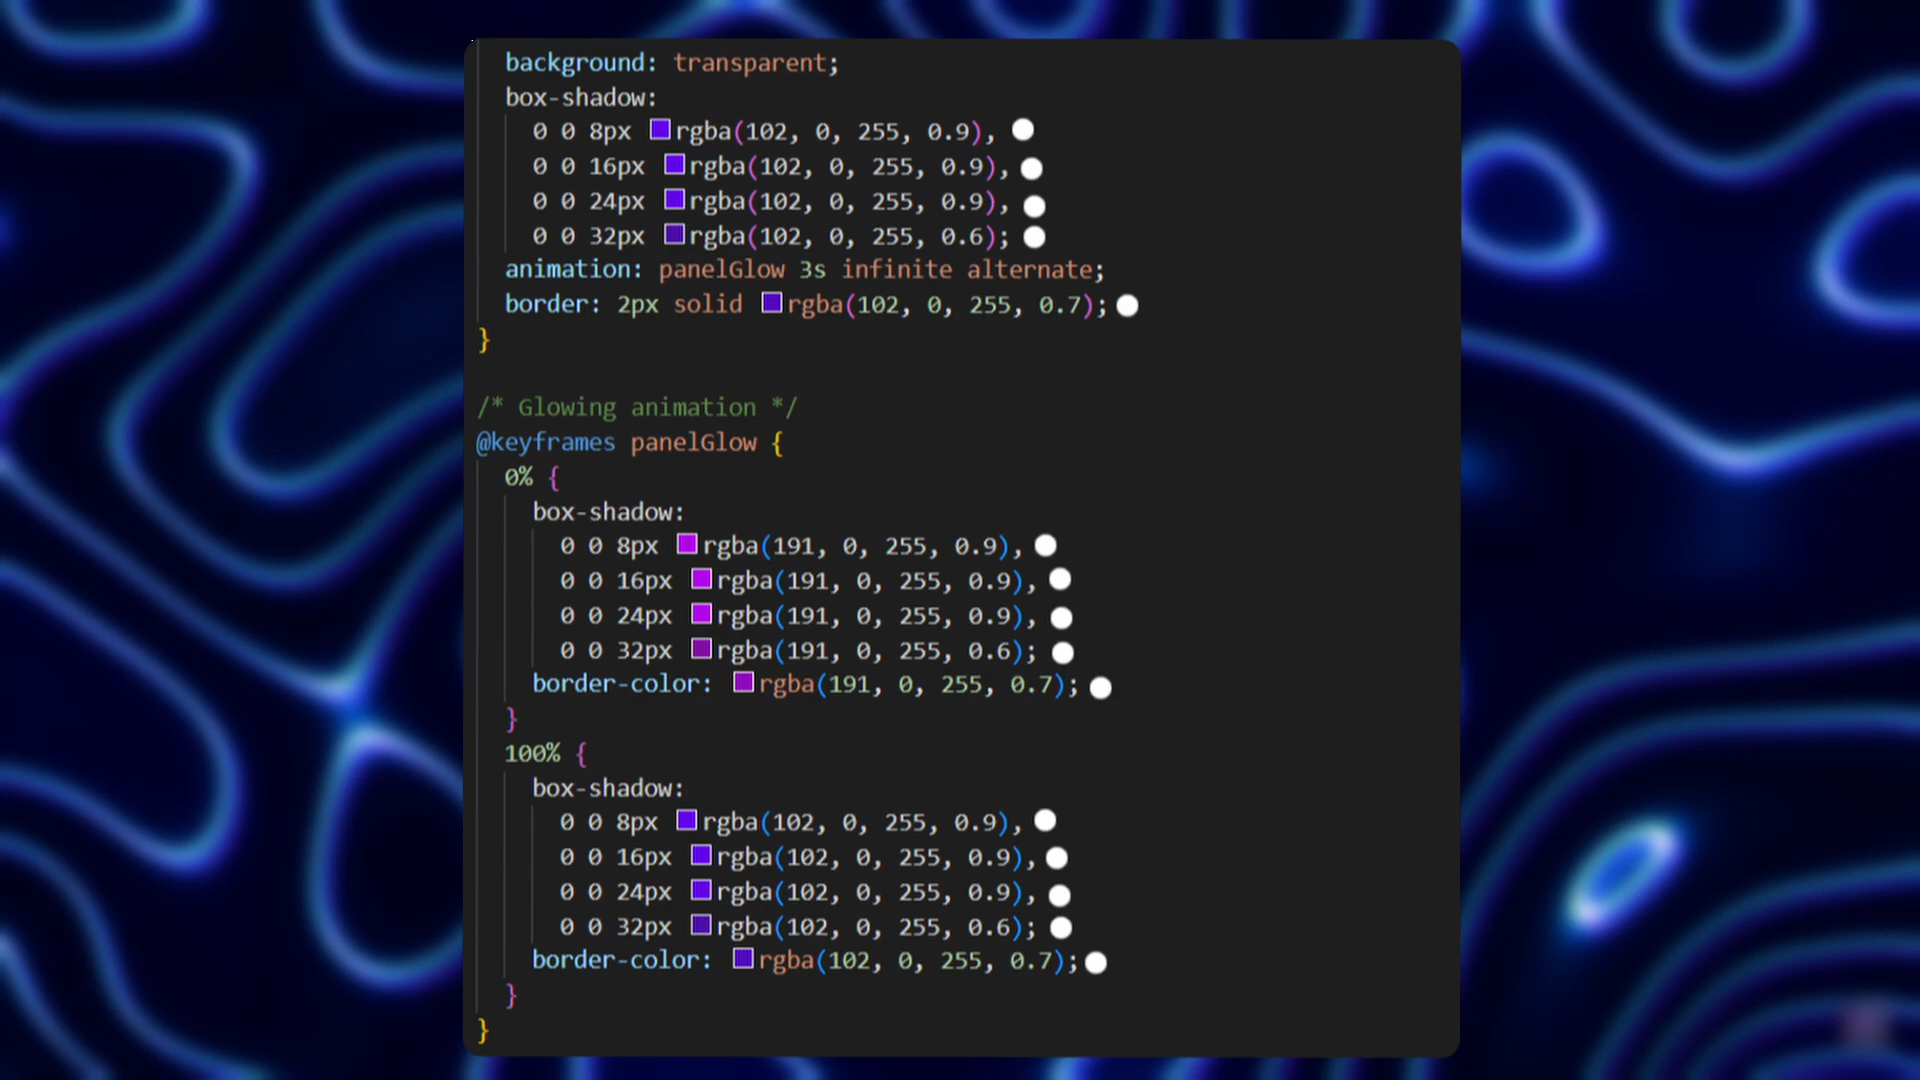 background: transparent;
box-shadow:
0 0 8px rgba(102, 0, 255, 0.9),
0 0 16px rgba(102, 0, 255, 0.9),
0 0 24px rgba(102, 0, 255, 0.9),
0 0 32px rgba(102, 0, 255, 0.6);
animation: panelGlow 3s infinite alternate;
border: 2px solid rgba(102, 0, 255, 0.7);
}
/* Glowing animation */
@keyframes panelGlow {
0% {
box-shadow:
0 0 8px rgba(191, 0, 255, 0.9),
0 0 16px rgba(191, 0, 255, 0.9),
0 0 24px rgba(191, 0, 255, 0.9),
0 0 32px rgba(191, 0, 255, 0.6);
border-color: rgba(191, 0, 255, 0.7);
}
100% {
box-shadow:
0 0 8px rgba(102, 0, 255, 0.9),
0 0 16px rgba(102, 0, 255, 0.9),
0 0 24px rgba(102, 0, 255, 0.9),
0 0 32px rgba(102, 0, 255, 0.6);
border-color: rgba(102, 0, 255, 0.7);
}
}